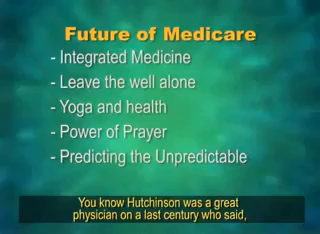 Future of Medicare
- Integrated Medicine
- Leave the well alone
- Yoga and health
- Power of Prayer
- Predicting the Unpredictable
You know Hutchinson was a great
physician on a last century who said,